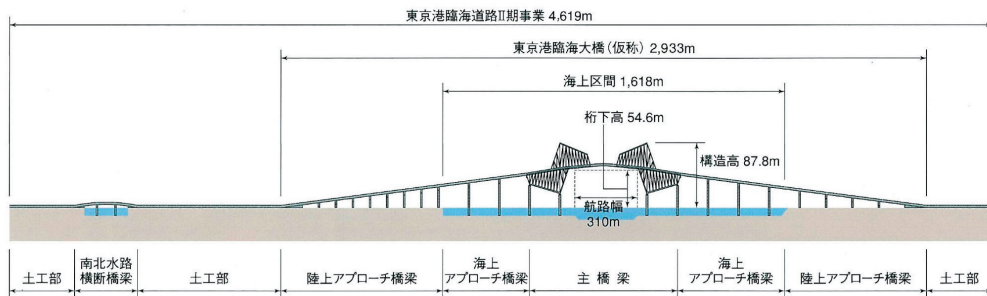 東京港臨海道路Ⅱ期事業 4,619m
東京港臨海大橋(仮称) 2,933m
海上区間 1,618m
桁下高 54.6m
構造高 87.8m
航路幅
310m
土工部
南北水路
横断橋梁
土工部
陸上アプローチ橋梁
海上
アプローチ橋梁
主橋梁
海上
アプローチ橋梁
陸上アプローチ橋梁
土工部